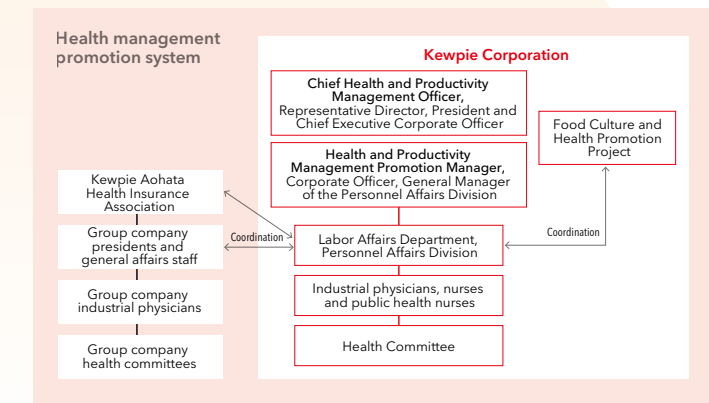 Health management
promotion system
Kewpie Corporation
Chief Health and Productivity
Management Officer,
Representative Director, President and
Chief Executive Corporate Officer
Food Culture and
Health Promotion
Project
Health and Productivity
Management Promotion Manager,
Corporate Officer, General Manager
of the Personnel Affairs Division
Kewpie Aohata
Health Insurance
Association
Group company
presidents and
general affairs staff
Coordination
Labor Affairs Department,
Personnel Affairs Division
Coordination
Group company
industrial physicians
Industrial physicians, nurses
and public health nurses
Group company
health committees
Health Committee